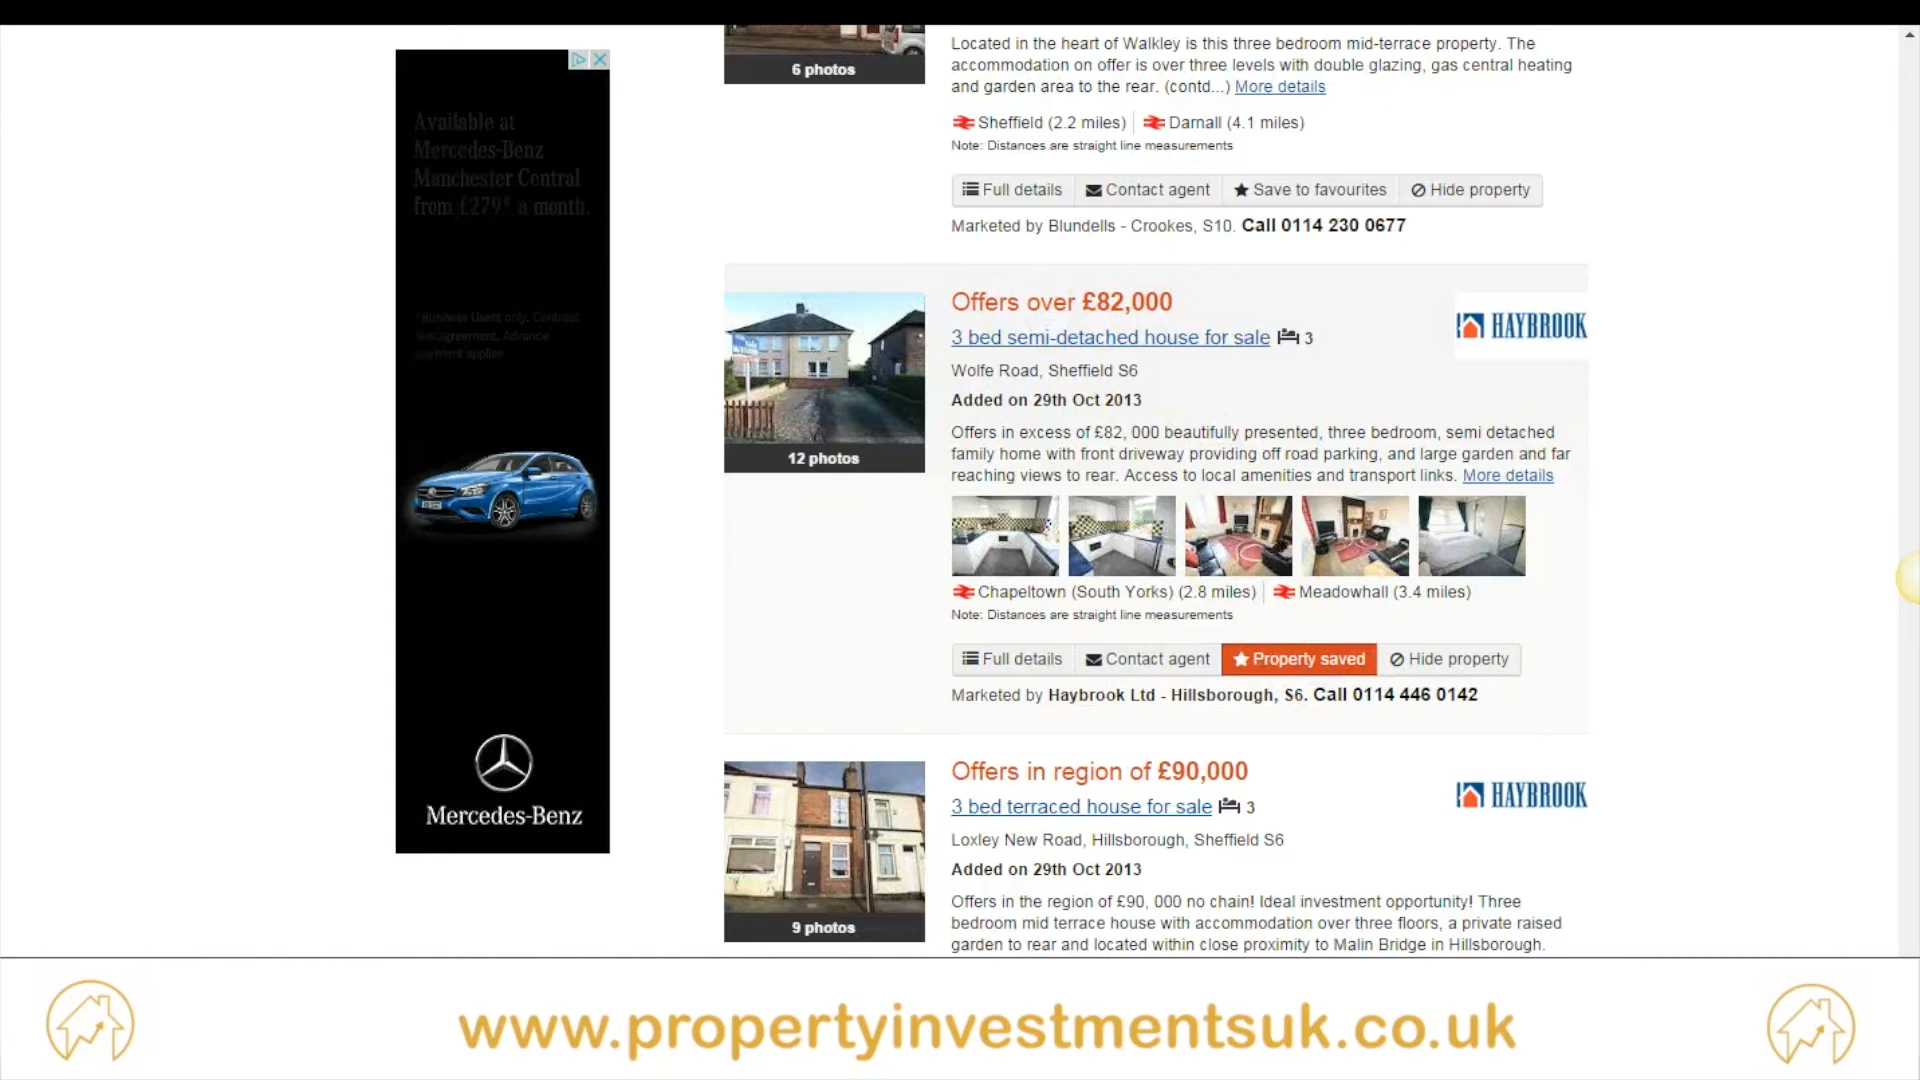 Located in the heart of Walkley is this three bedroom mid-terrace property. The
accommodation on offer is over three levels with double glazing, gas central heating
and garden area to the rear. (contd...) More details
6 photos
Sheffield (2.2 miles) Darnall (4.1 miles)
Note: Distances are straight line measurements
Full details Contact agent Save to favourites Hide property
Marketed by Blundells - Crookes, S10. Call 0114 230 0677
Available at
Mercedes-Benz
Manchester Central
from £279* a month.
*Business Users only. Contract
agreement. Advance
payment applies
Mercedes-Benz
Offers over £82,000
3 bed semi-detached house for sale 3
HAYBROOK
Wolfe Road, Sheffield S6
Added on 29th Oct 2013
Offers in excess of £82, 000 beautifully presented, three bedroom, semi detached
family home with front driveway providing off road parking, and large garden and far
reaching views to rear. Access to local amenities and transport links. More details
12 photos
Chapeltown (South Yorks) (2.8 miles) Meadowhall (3.4 miles)
Note: Distances are straight line measurements
Full details Contact agent Property saved Hide property
Marketed by Haybrook Ltd - Hillsborough, S6. Call 0114 446 0142
Offers in region of £90,000
3 bed terraced house for sale 3
HAYBROOK
Loxley New Road, Hillsborough, Sheffield S6
Added on 29th Oct 2013
Offers in the region of £90, 000 no chain! Ideal investment opportunity! Three
bedroom mid terrace house with accommodation over three floors, a private raised
garden to rear and located within close proximity to Malin Bridge in Hillsborough.
9 photos
www.propertyinvestmentsuk.co.uk